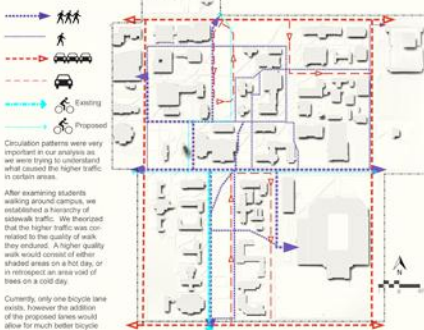 Existing
Proposed
Circulation patterns were very
important in our analysis as
we were trying to understand
what caused the higher traffic
in certain areas.
After examining students
walking around campus, we
established a hierarchy of
sidewalk traffic. We theorized
that the higher traffic was cor-
related to the quality of walk
they endured. A higher quality
walk would consist of either
shaded areas on a hot day, or
in retrospect an area void of
trees on a cold day.
Currently, only one bicycle lane
exists, however the addition
of the proposed lanes would
allow for much better bicycle
N